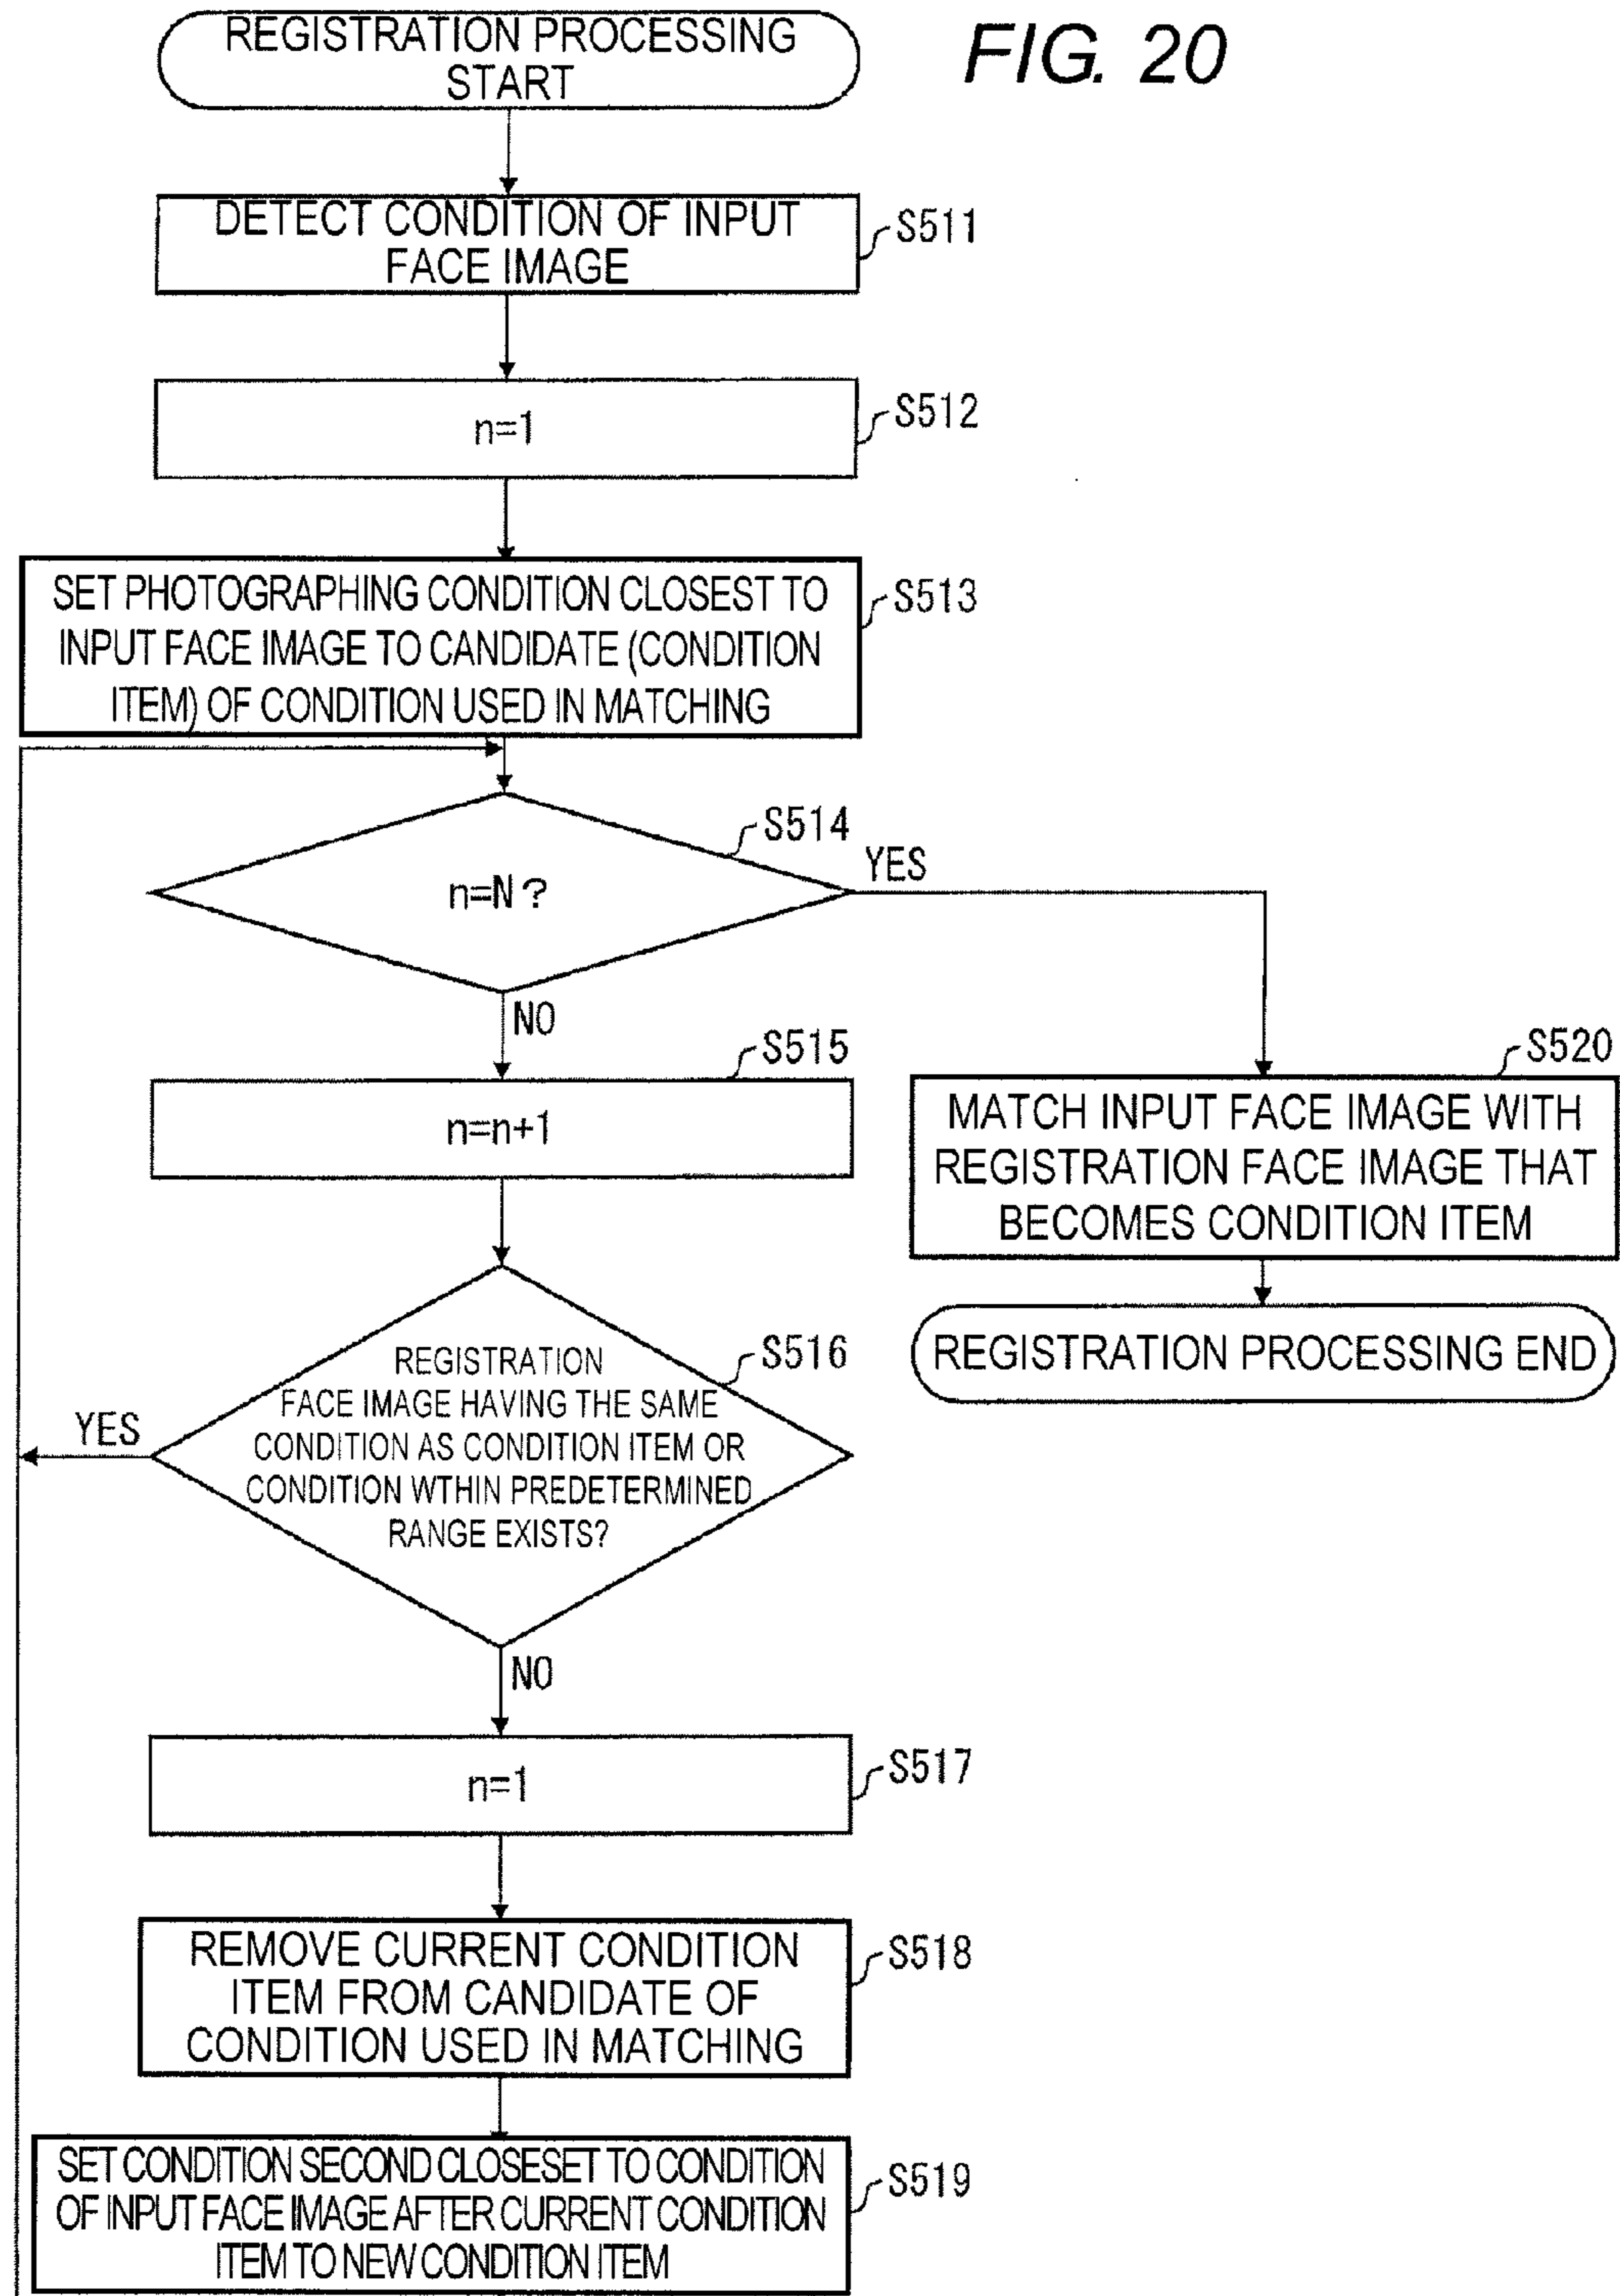 FIG. 20
REGISTRATION PROCESSING
START
DETECT CONDITION OF INPUT
FACE IMAGE
S511
n=1
S512
SET PHOTOGRAPHING CONDITION CLOSEST TO
INPUT FACE IMAGE TO CANDIDATE (CONDITION
ITEM) OF CONDITION USED IN MATCHING
S513
n=N?
S514
YES
NO
n=n+1
S515
MATCH INPUT FACE IMAGE WITH
REGISTRATION FACE IMAGE THAT
BECOMES CONDITION ITEM
S520
REGISTRATION PROCESSING END
REGISTRATION
FACE IMAGE HAVING THE SAME
CONDITION AS CONDITION ITEM OR
CONDITION WTHIN PREDETERMINED
RANGE EXISTS?
S516
YES
NO
n=1
S517
REMOVE CURRENT CONDITION
ITEM FROM CANDIDATE OF
CONDITION USED IN MATCHING
S518
SET CONDITION SECOND CLOSESET TO CONDITION
OF INPUT FACE IMAGE AFTER CURRENT CONDITION
ITEM TO NEW CONDITION ITEM
S519